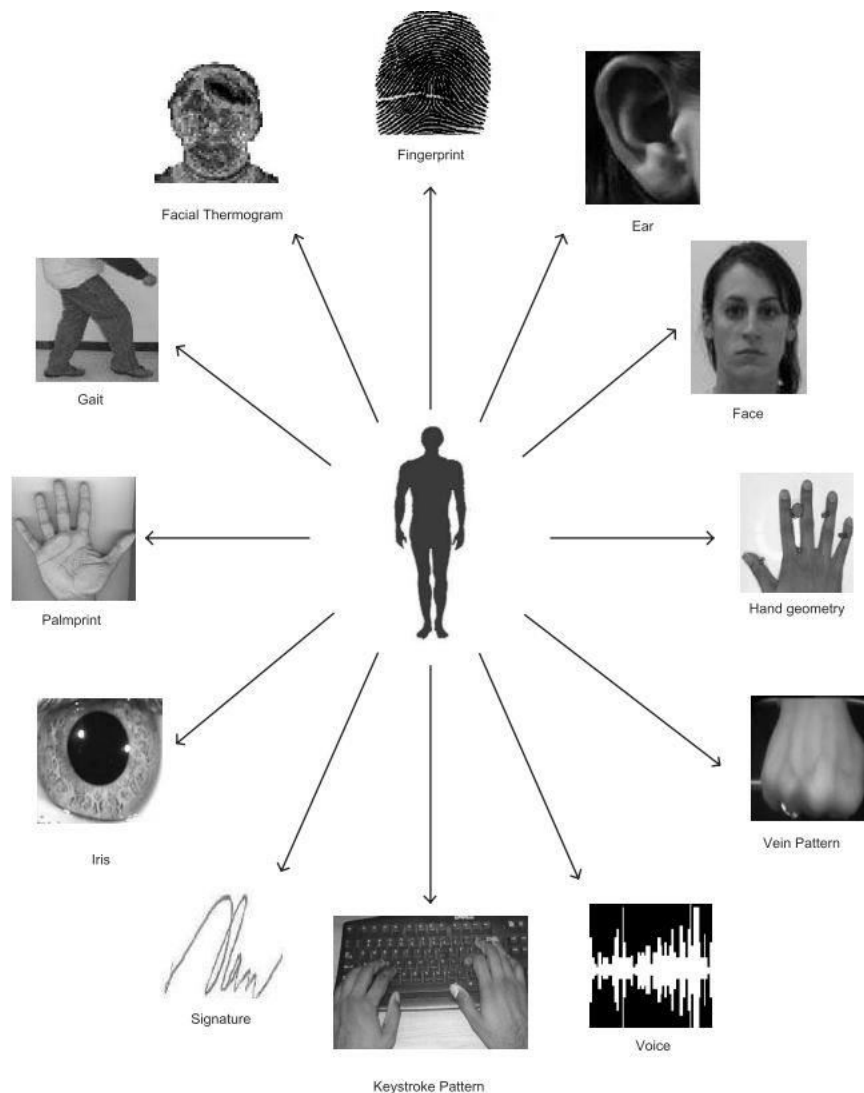 Fingerprint
Facial Thermogram
Ear
Gait
Face
Palmprint
Hand geometry
Iris
Vein Pattern
Signature
Voice
Keystroke Pattern